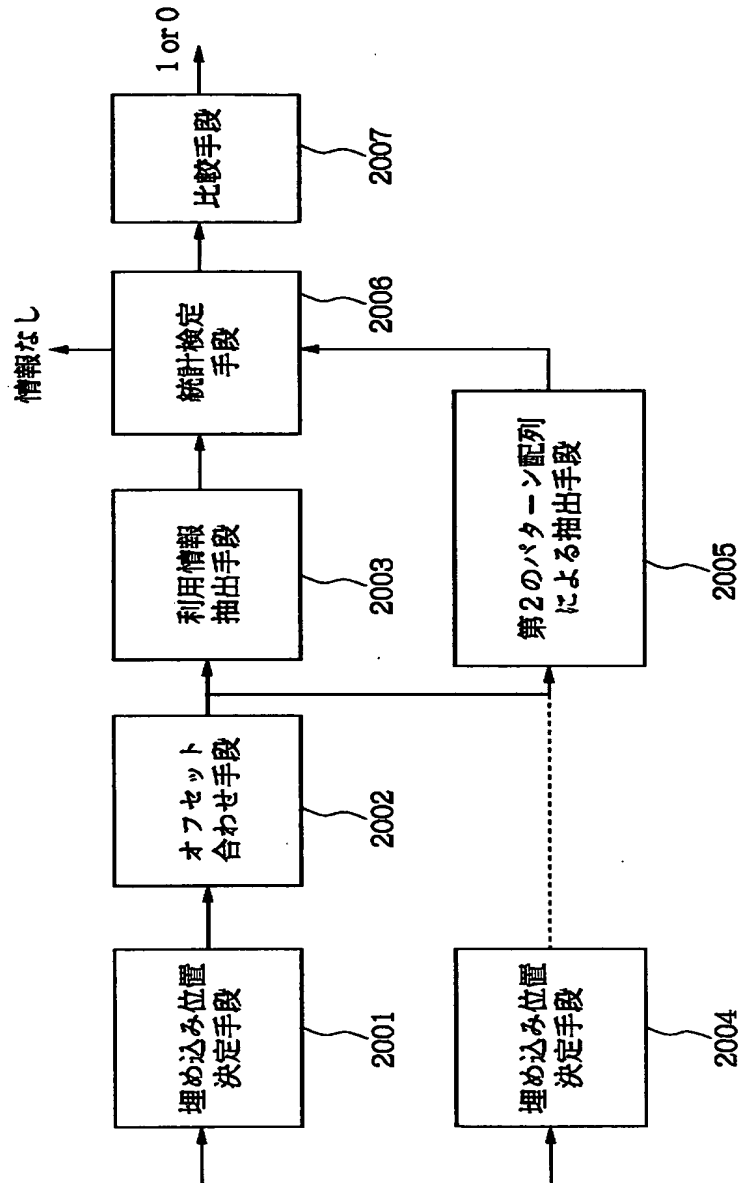 埋め込み位置
決定手段
2001
オフセット
合わせ手段
2002
利用情報
抽出手段
2003
統計検定
手段
2006
情報なし
比較手段
2007
1 or 0
埋め込み位置
決定手段
2004
第2のパターン配列
による抽出手段
2005